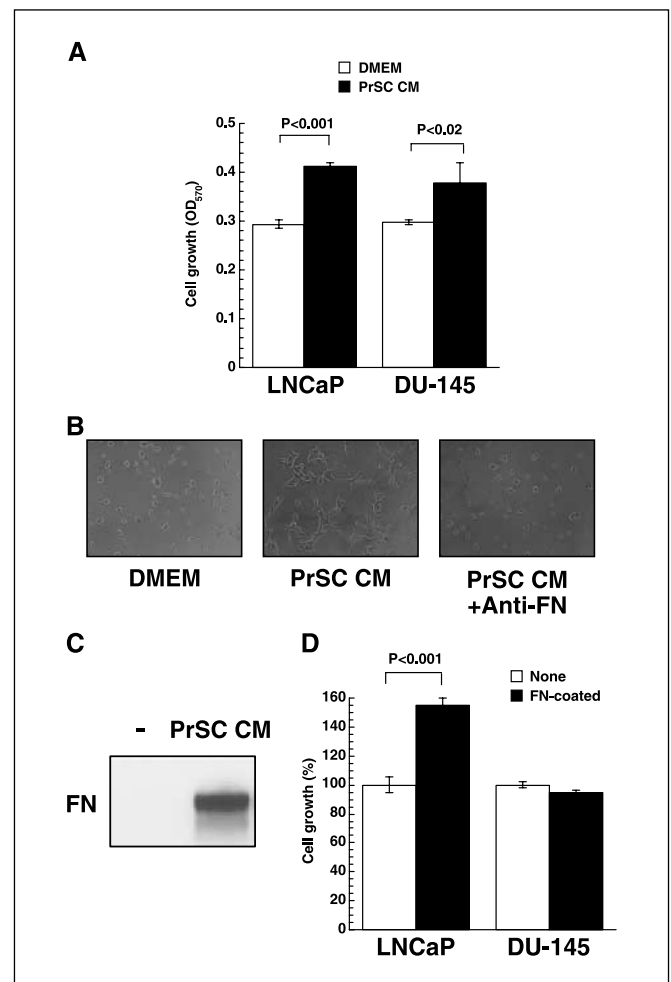 A
DMEM
PrSC CM
P<0.001
P<0.02
0.5
0.4
0.3
0.2
0.1
0
Cell growth (OD570)
LNCaP DU-145
B
DMEM PrSC CM PrSC CM
+Anti-FN
C
- PrSC CM
FN
D
None
FN-coated
P<0.001
160
140
120
100
80
60
40
20
0
Cell growth (%)
LNCaP DU-145